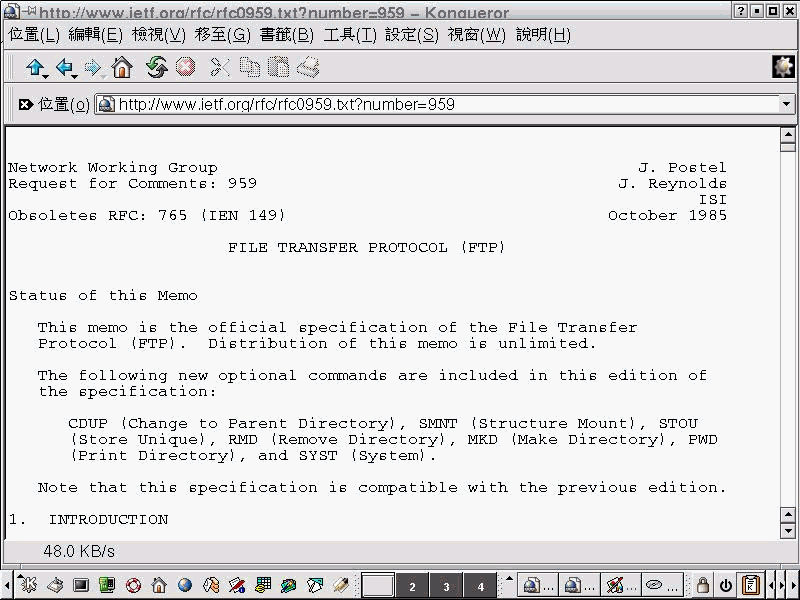 http://www.ietf.org/rfc/rfc0959.txt?number=959 – Konqueror
位置(L) 編輯(E) 檢視(V) 移至(G) 書籤(B) 工具(T) 設定(S) 視窗(W) 說明(H)
位置(o) http://www.ietf.org/rfc/rfc0959.txt?number=959
Network Working Group J. Postel
Request for Comments: 959 J. Reynolds
ISI
Obsoletes RFC: 765 (IEN 149) October 1985
FILE TRANSFER PROTOCOL (FTP)
Status of this Memo
This memo is the official specification of the File Transfer
Protocol (FTP). Distribution of this memo is unlimited.
The following new optional commands are included in this edition of
the specification:
CDUP (Change to Parent Directory), SMNT (Structure Mount), STOU
(Store Unique), RMD (Remove Directory), MKD (Make Directory), PWD
(Print Directory), and SYST (System).
Note that this specification is compatible with the previous edition.
1. INTRODUCTION
48.0 KB/s
2 3 4 ... ... ... ...